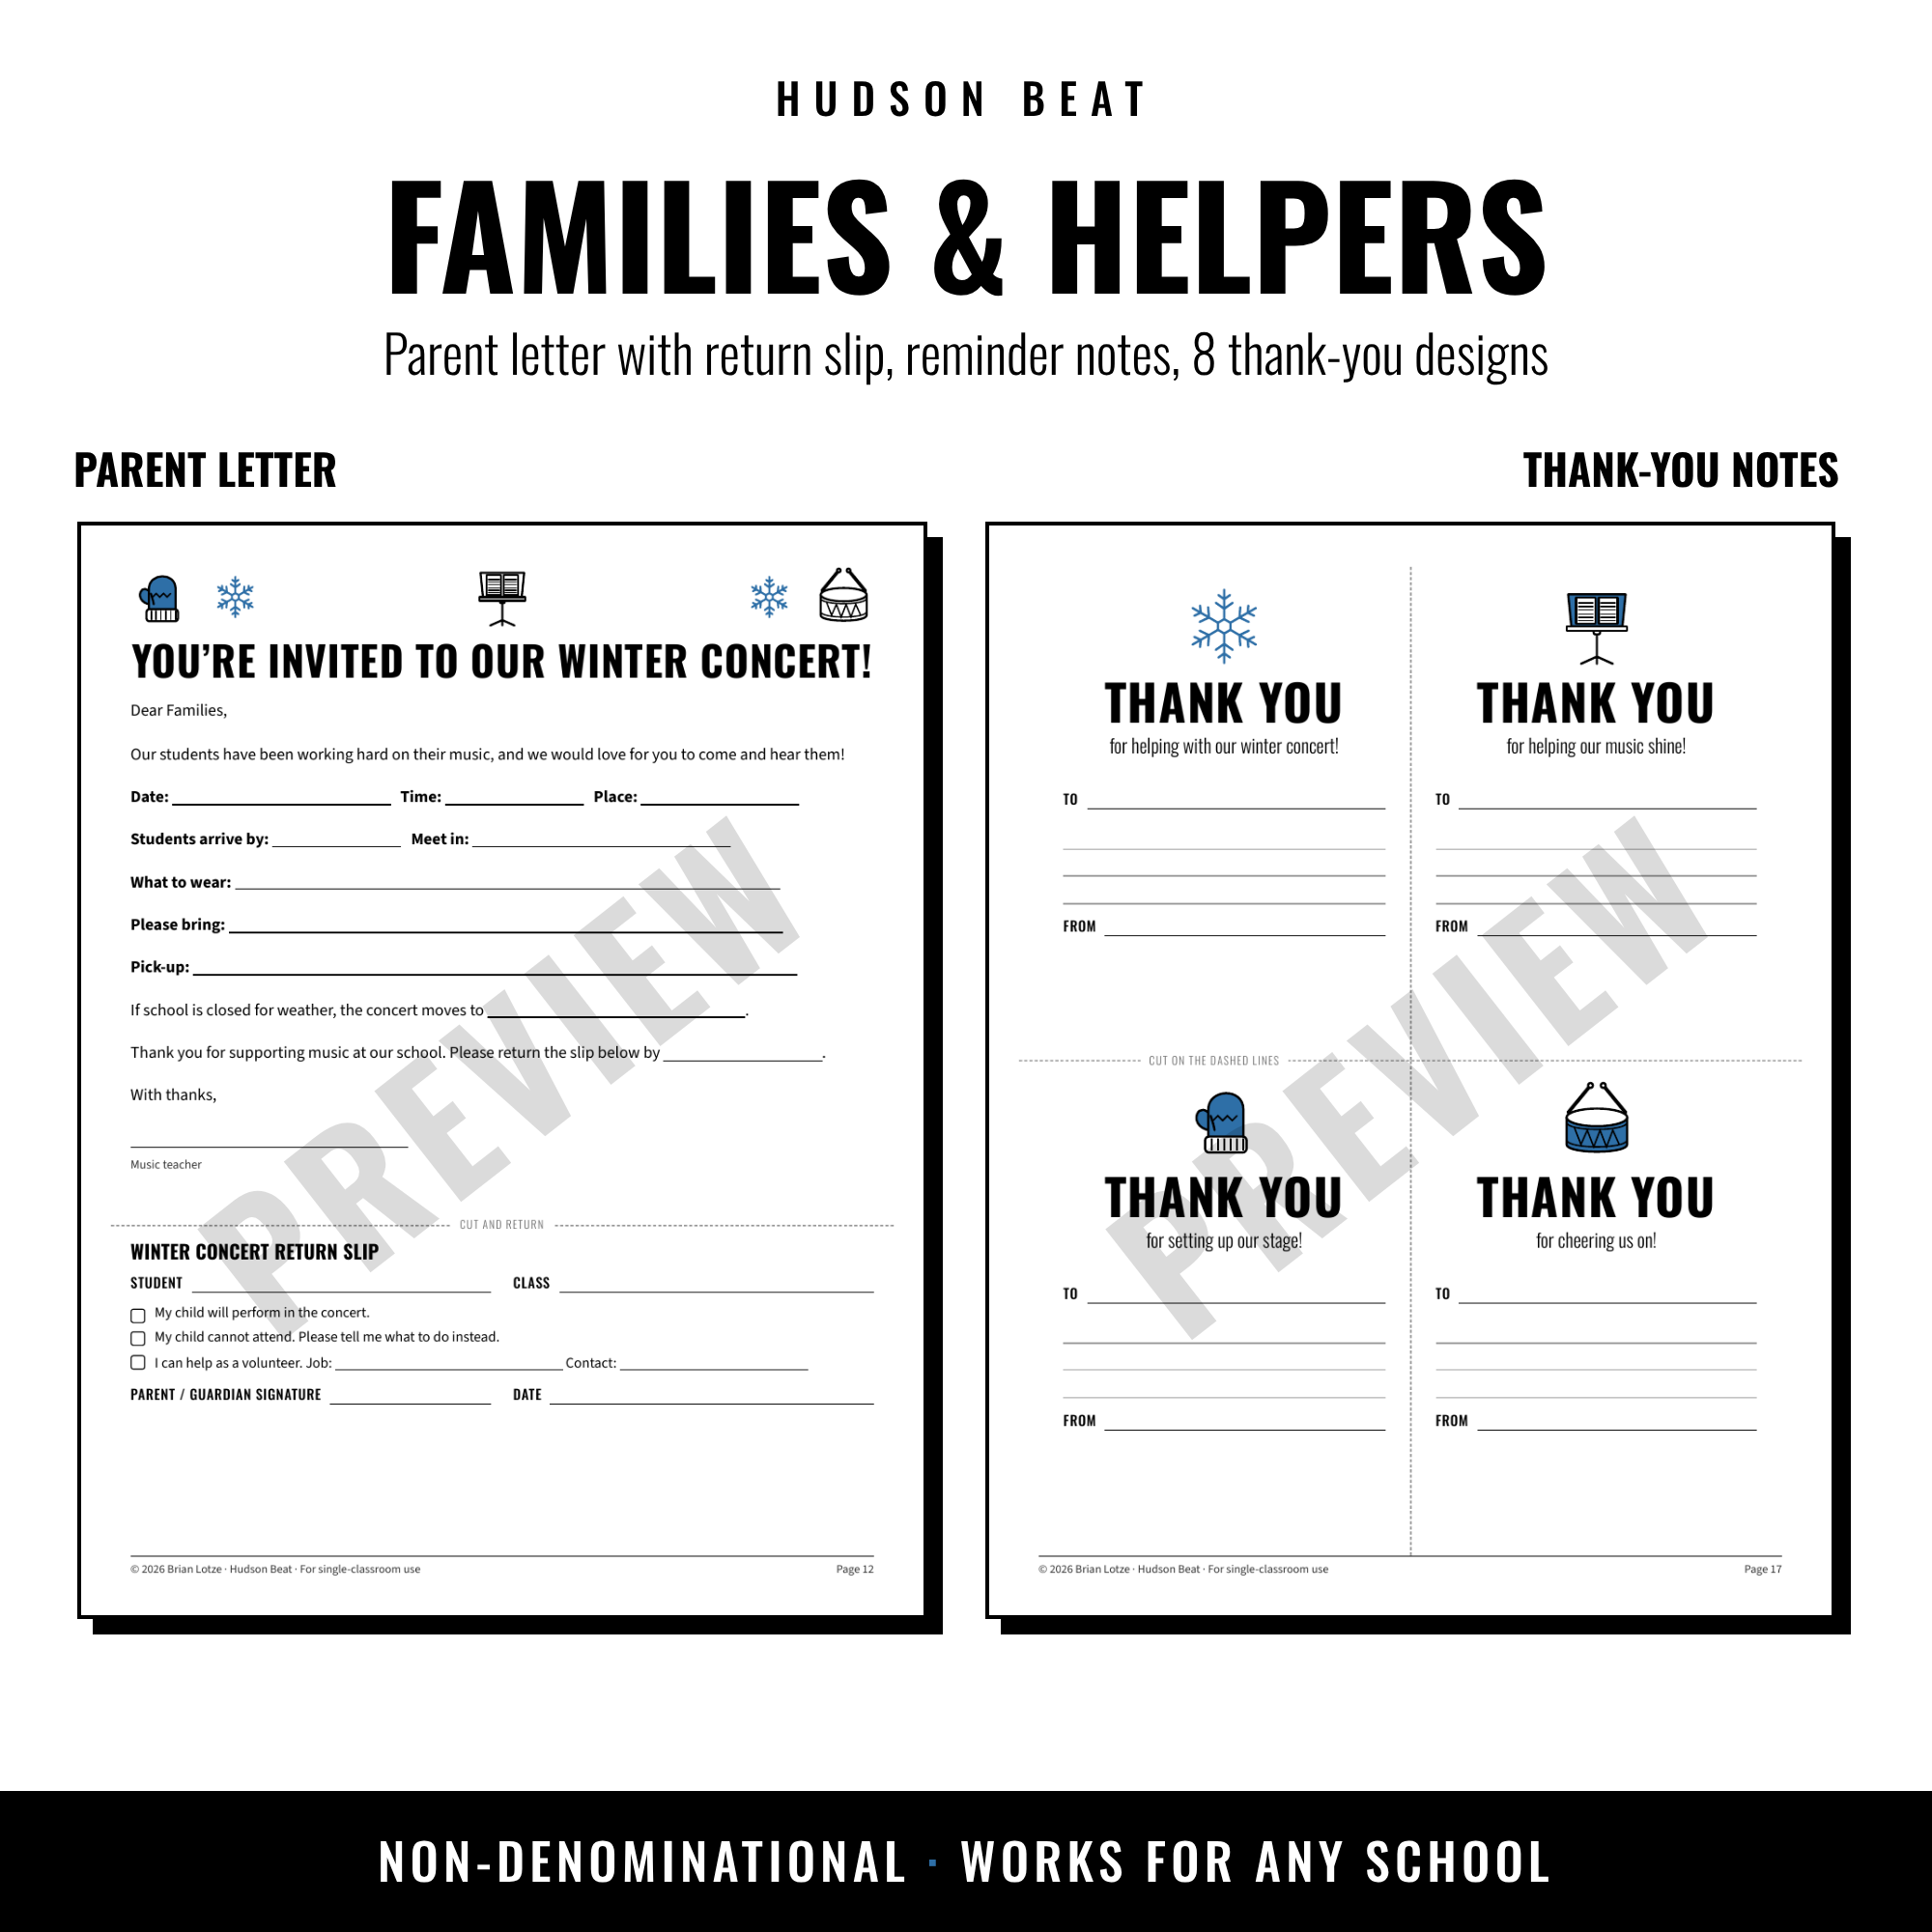 HUDSON BEAT
FAMILIES & HELPERS
Parent letter with return slip, reminder notes, 8 thank-you designs
PARENT LETTER
YOU’RE INVITED TO OUR WINTER CONCERT!
Dear Families,
Our students have been working hard on their music, and we would love for you to come and hear them!
Date: Time: Place:
Students arrive by: Meet in:
What to wear:
Please bring:
Pick-up:
If school is closed for weather, the concert moves to .
Thank you for supporting music at our school. Please return the slip below by .
With thanks,
Music teacher
CUT AND RETURN
WINTER CONCERT RETURN SLIP
STUDENT CLASS
My child will perform in the concert.
My child cannot attend. Please tell me what to do instead.
I can help as a volunteer. Job: Contact:
PARENT / GUARDIAN SIGNATURE DATE
© 2026 Brian Lotze · Hudson Beat · For single-classroom use Page 12
PREVIEW
THANK-YOU NOTES
THANK YOU
for helping with our winter concert!
TO
FROM
THANK YOU
for helping our music shine!
TO
FROM
CUT ON THE DASHED LINES
THANK YOU
for setting up our stage!
TO
FROM
THANK YOU
for cheering us on!
TO
FROM
© 2026 Brian Lotze · Hudson Beat · For single-classroom use Page 17
PREVIEW
NON-DENOMINATIONAL · WORKS FOR ANY SCHOOL